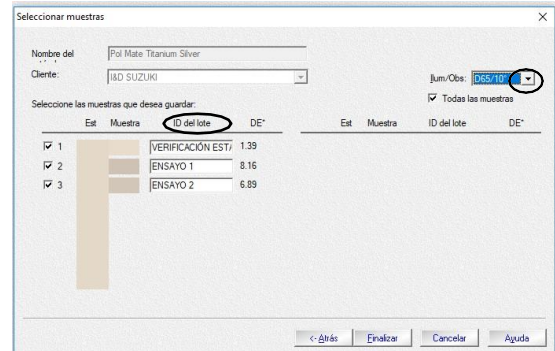 Seleccionar muestras
Nombre del
Pol Mate Titanium Silver
Cliente:
I&D SUZUKI
Ilum/Obs: D65/10°
Todas las muestras
Seleccione las muestras que desea guardar:
Est Muestra ID del lote DE* Est Muestra ID del lote DE*
1 VERIFICACIÓN EST 1.39
2 ENSAYO 1 8.16
3 ENSAYO 2 6.89
<- Atrás Finalizar Cancelar Ayuda